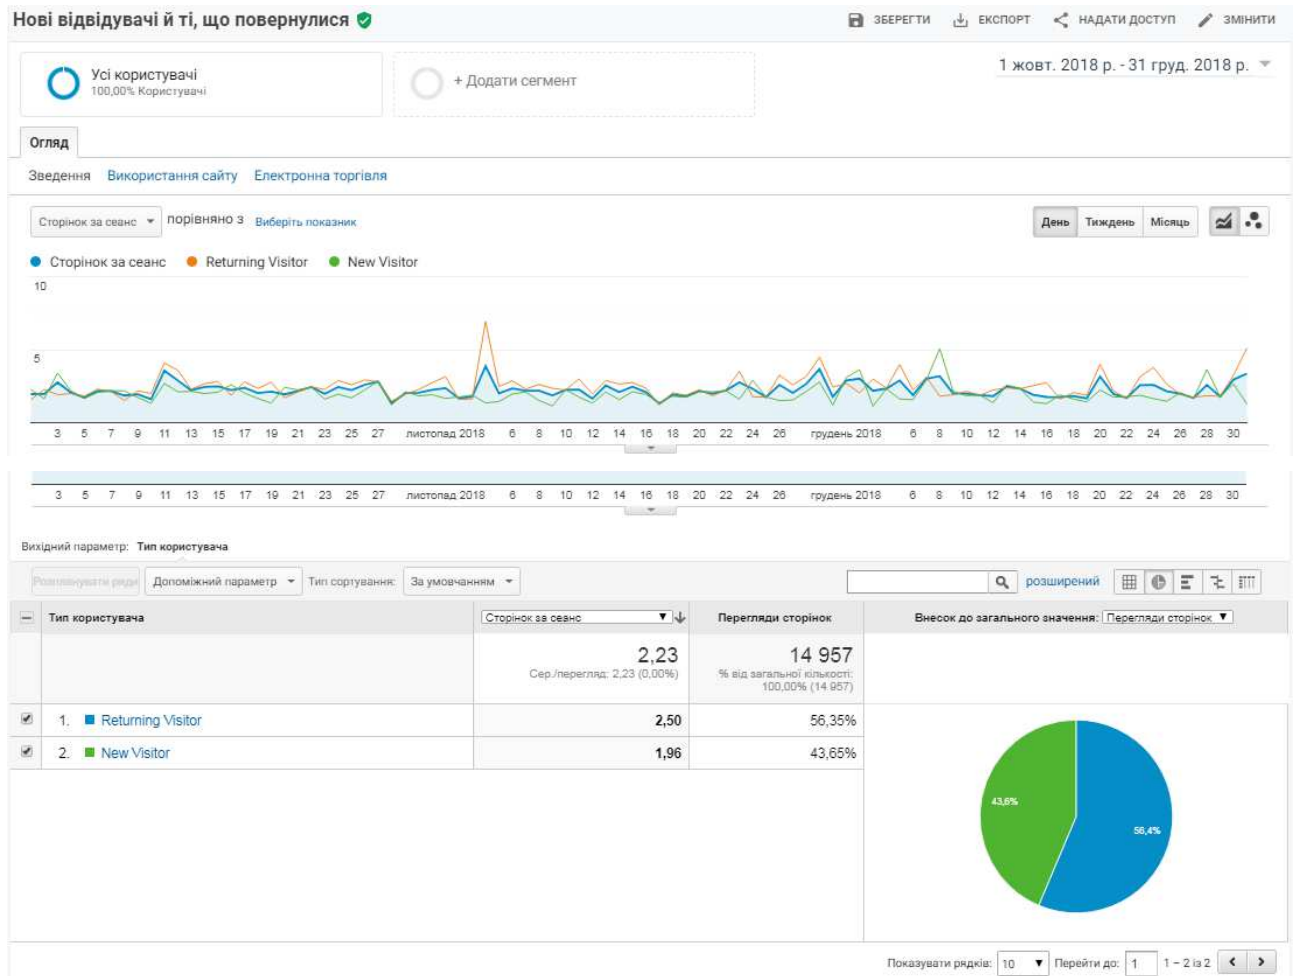 Нові відвідувачі й ті, що повернулися
ЗБЕРЕГТИ ЕКСПОРТ НАДАТИ ДОСТУП ЗМІНИТИ
Усі користувачі
100,00% Користувачі
+ Додати сегмент
1 жовт. 2018 р. - 31 груд. 2018 р.
Огляд
Зведення Використання сайту Електронна торгівля
Сторінок за сеанс порівняно з Виберіть показник
День Тиждень Місяць
Сторінок за сеанс Returning Visitor New Visitor
10
5
3 5 7 9 11 13 15 17 19 21 23 25 27 листопад 2018 6 8 10 12 14 16 18 20 22 24 26 грудень 2018 6 8 10 12 14 16 18 20 22 24 26 28 30
3 5 7 9 11 13 15 17 19 21 23 25 27 листопад 2018 6 8 10 12 14 16 18 20 22 24 26 грудень 2018 6 8 10 12 14 16 18 20 22 24 26 28 30
Вихідний параметр: Тип користувача
Допоміжний параметр Тип сортування: За умовчанням розширений
Тип користувача Сторінок за сеанс Перегляди сторінок Внесок до загального значення: Перегляди сторінок
2,23 14 957
Сер./перегляд: 2,23 (0,00%) % від загальної кількості:
100,00% (14 957)
1. Returning Visitor 2,50 56,35%
2. New Visitor 1,96 43,65%
43,6%
56,4%
Показувати рядків: 10 Перейти до: 1 1 – 2 із 2